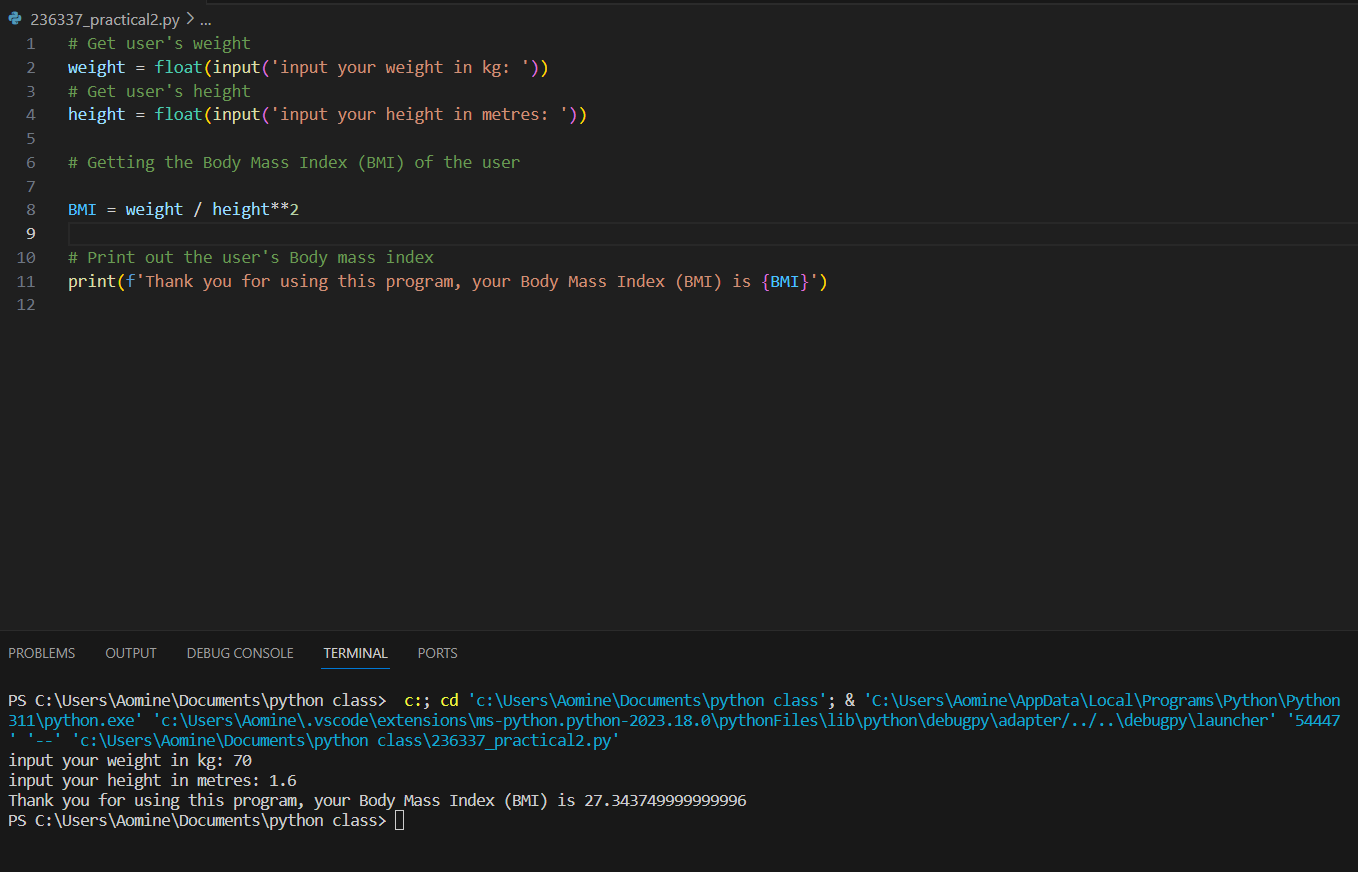 236337_practical2.py > ...
1 # Get user's weight
2 weight = float(input('input your weight in kg: '))
3 # Get user's height
4 height = float(input('input your height in metres: '))
5
6 # Getting the Body Mass Index (BMI) of the user
7
8 BMI = weight / height**2
9
10 # Print out the user's Body mass index
11 print(f'Thank you for using this program, your Body Mass Index (BMI) is {BMI}')
12
PROBLEMS OUTPUT DEBUG CONSOLE TERMINAL PORTS
PS C:\Users\Aomine\Documents\python class>  c:; cd 'c:\Users\Aomine\Documents\python class'; & 'C:\Users\Aomine\AppData\Local\Programs\Python\Python
311\python.exe' 'c:\Users\Aomine\.vscode\extensions\ms-python.python-2023.18.0\pythonFiles\lib\python\debugpy\adapter/../..\debugpy\launcher' '54447
' '--' 'c:\Users\Aomine\Documents\python class\236337_practical2.py'
input your weight in kg: 70
input your height in metres: 1.6
Thank you for using this program, your Body Mass Index (BMI) is 27.343749999999996
PS C:\Users\Aomine\Documents\python class>